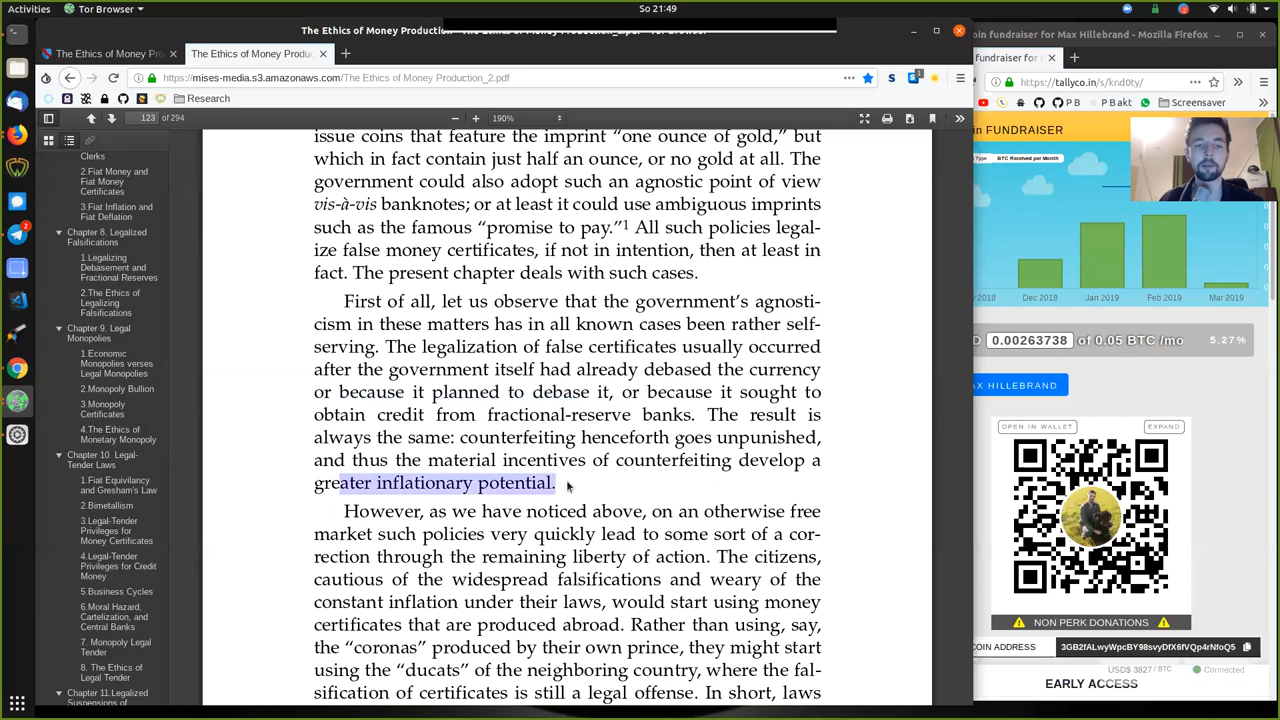 Activities
Tor Browser
So 21:49
The Ethics of Money Production
The Ethics of Money Pro
The Ethics of Money Produc
https://mises-media.s3.amazonaws.com/The Ethics of Money Production_2.pdf
Research
123 of 294
190%
Clerks
2.Fiat Money and
Fiat Money
Certificates
3.Fiat Inflation and
Fiat Deflation
Chapter 8. Legalized
Falsifications
1.Legalizing
Debasement and
Fractional Reserves
2.The Ethics of
Legalizing
Falsifications
Chapter 9. Legal
Monopolies
1.Economic
Monopolies verses
Legal Monopolies
2.Monopoly Bullion
3.Monopoly
Certificates
4.The Ethics of
Monetary Monopoly
Chapter 10. Legal-
Tender Laws
1.Fiat Equivilancy
and Gresham's Law
2.Bimetallism
3.Legal-Tender
Privileges for
Money Certificates
4.Legal-Tender
Privileges for Credit
Money
5.Business Cycles
6.Moral Hazard,
Cartelization, and
Central Banks
7. Monopoly Legal
Tender
8. The Ethics of
Legal Tender
Chapter 11.Legalized
Suspensions of
issue coins that feature the imprint “one ounce of gold,” but
which in fact contain just half an ounce, or no gold at all. The
government could also adopt such an agnostic point of view
vis-à-vis banknotes; or at least it could use ambiguous imprints
such as the famous “promise to pay.”1 All such policies legal-
ize false money certificates, if not in intention, then at least in
fact. The present chapter deals with such cases.
First of all, let us observe that the government’s agnosti-
cism in these matters has in all known cases been rather self-
serving. The legalization of false certificates usually occurred
after the government itself had already debased the currency
or because it planned to debase it, or because it sought to
obtain credit from fractional-reserve banks. The result is
always the same: counterfeiting henceforth goes unpunished,
and thus the material incentives of counterfeiting develop a
greater inflationary potential.
However, as we have noticed above, on an otherwise free
market such policies very quickly lead to some sort of a cor-
rection through the remaining liberty of action. The citizens,
cautious of the widespread falsifications and weary of the
constant inflation under their laws, would start using money
certificates that are produced abroad. Rather than using, say,
the “coronas” produced by their own prince, they might start
using the “ducats” of the neighboring country, where the fal-
sification of certificates is still a legal offense. In short, laws
in fundraiser for Max Hillebrand - Mozilla Firefox
fundraiser for M
https://tallyco.in/s/knd0ty/
P B
P B akt
Screensaver
in FUNDRAISER
Type
BTC Received per Month
2018
Dec 2018
Jan 2019
Feb 2019
Mar 2019
0.00263738 of 0.05 BTC /mo
5.27%
AX HILLEBRAND
OPEN IN WALLET
EXPAND
NON PERK DONATIONS
COIN ADDRESS
3GB2fALwyWpcBY98svyDfX6fVQp4rNfoQ5
USD$ 3827 / BTC
Connected
EARLY ACCESS